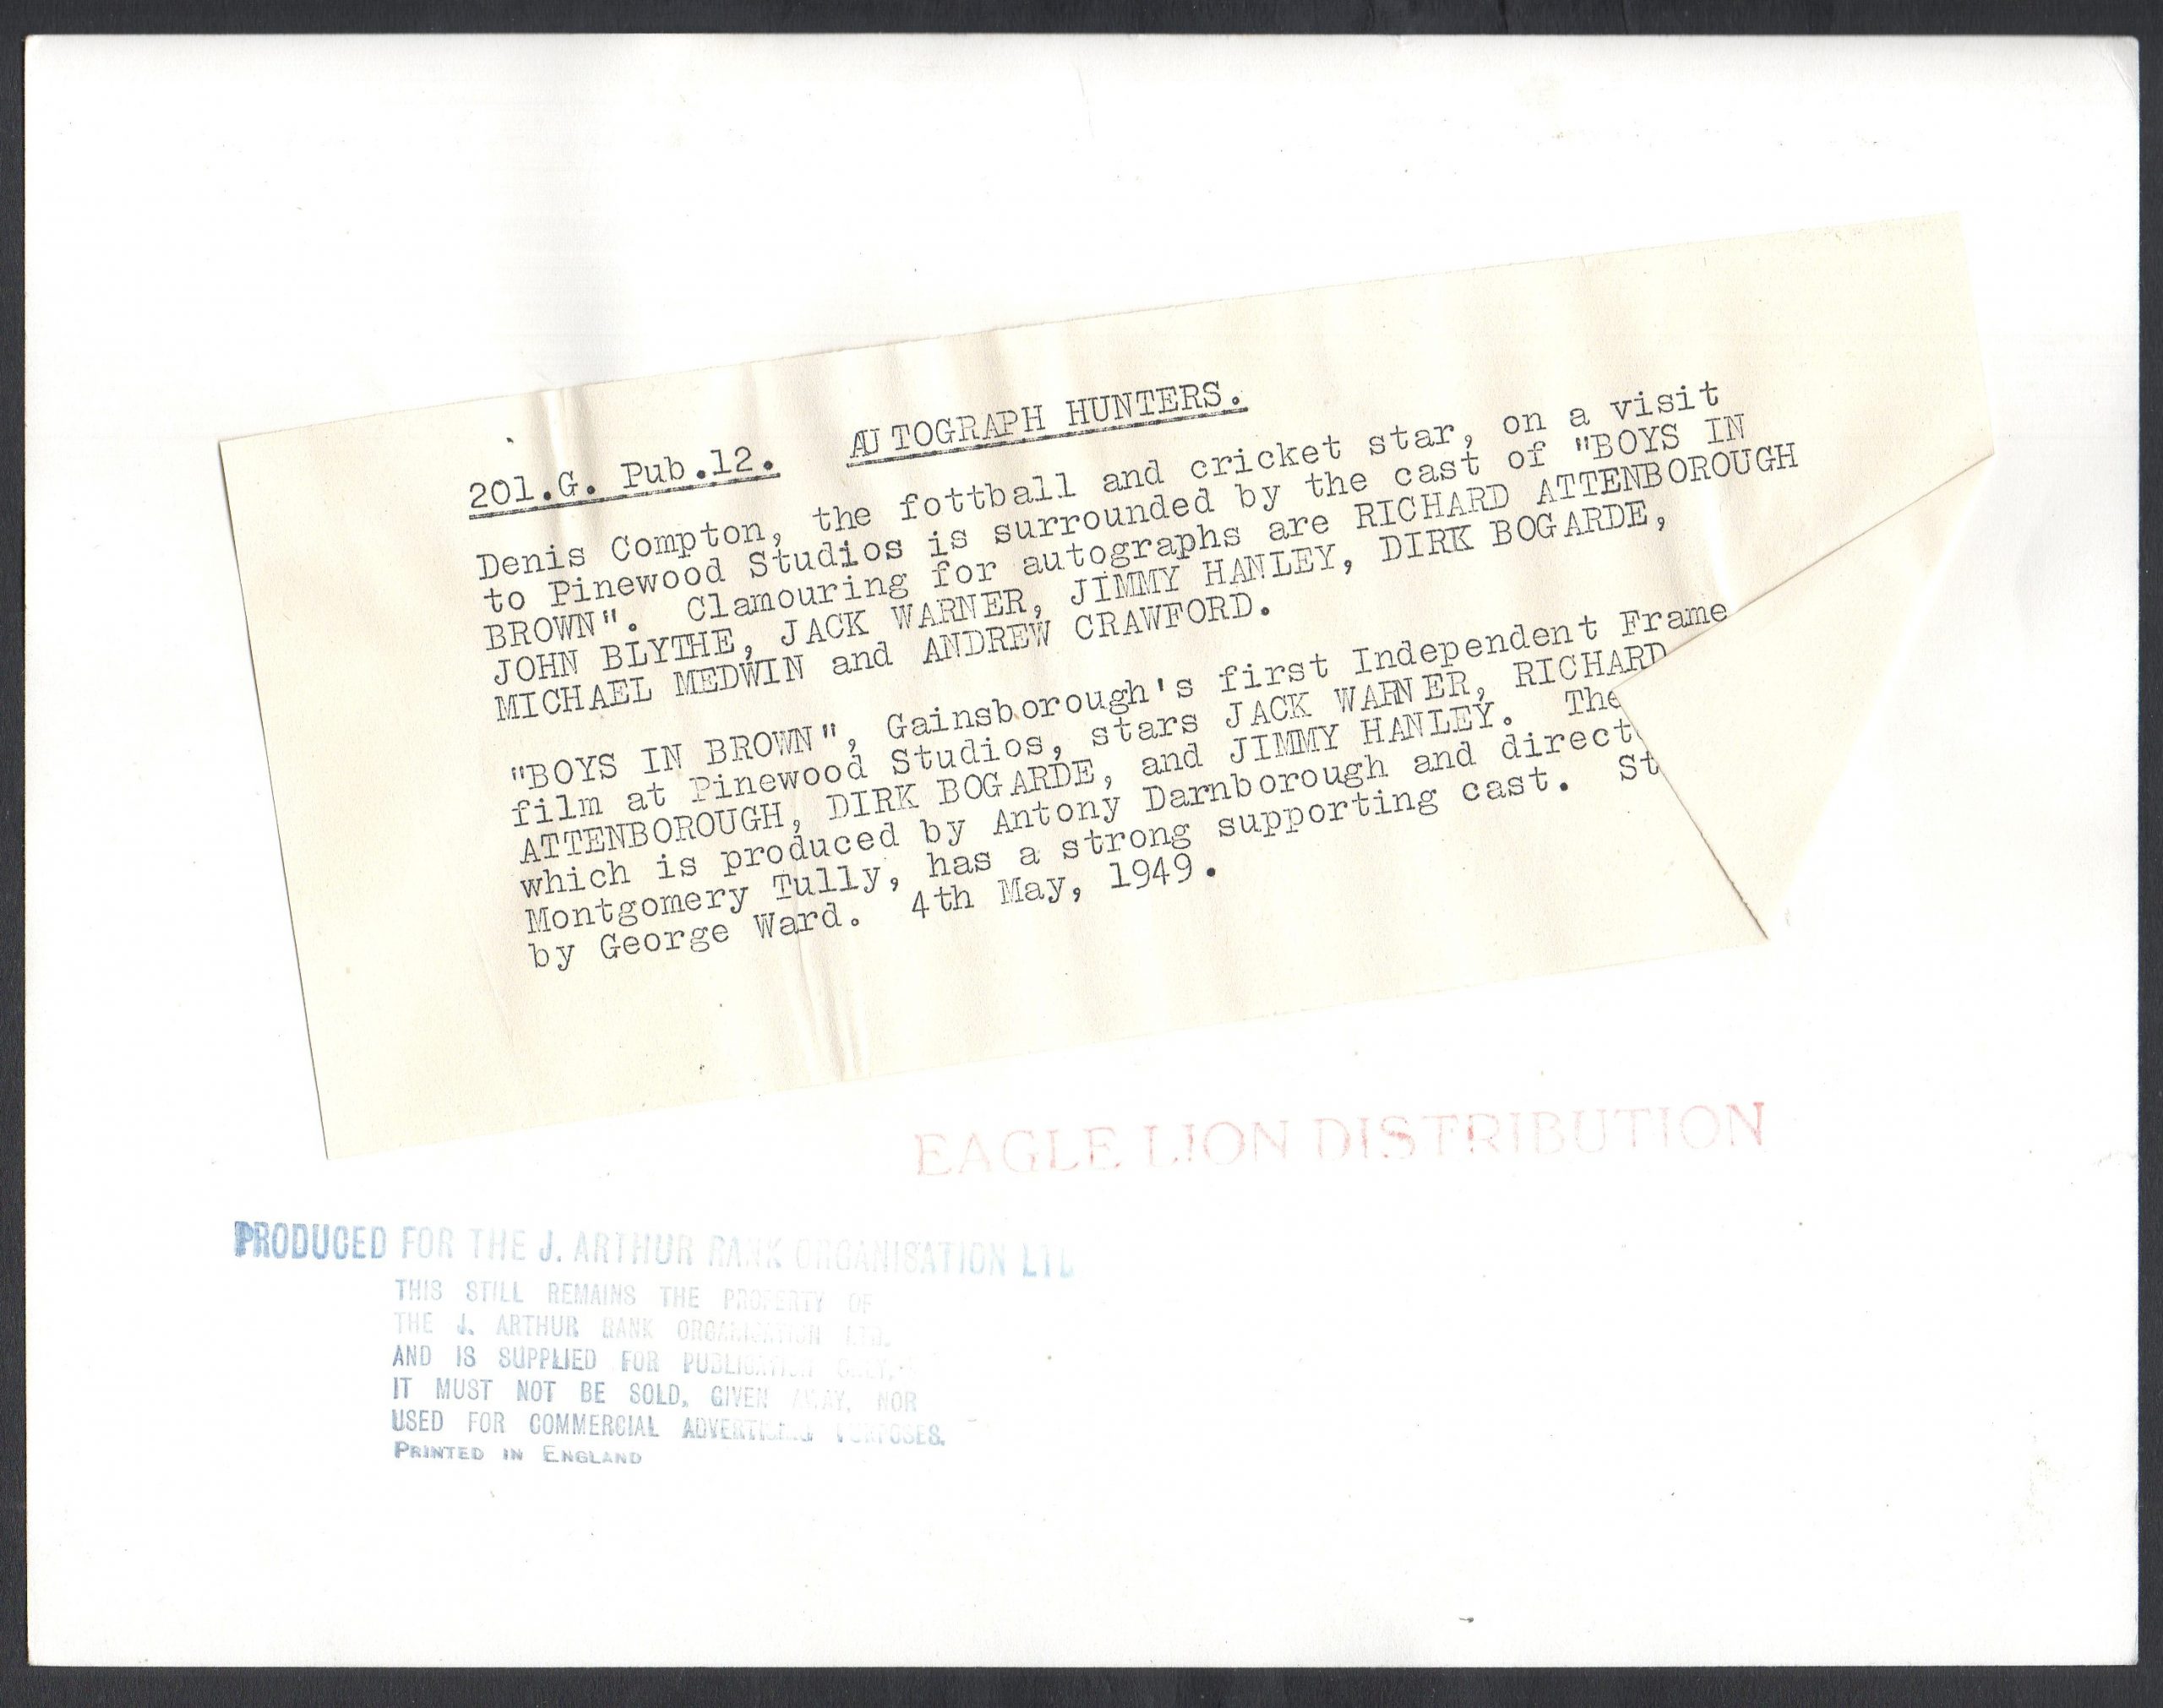 201.G. Pub.12. AUTOGRAPH HUNTERS.
Denis Compton, the fottball and cricket star, on a visit
to Pinewood Studios is surrounded by the cast of "BOYS IN
BROWN". Clamouring for autographs are RICHARD ATTENBOROUGH
JOHN BLYTHE, JACK WARNER, JIMMY HANLEY, DIRK BOGARDE,
MICHAEL MEDWIN and ANDREW CRAWFORD.
"BOYS IN BROWN", Gainsborough's first Independent Frame
film at Pinewood Studios, stars JACK WARNER, RICHARD
ATTENBOROUGH, DIRK BOGARDE, and JIMMY HANLEY. The
which is produced by Antony Darnborough and direct
Montgomery Tully, has a strong supporting cast. St
by George Ward. 4th May, 1949.
EAGLE LION DISTRIBUTION
PRODUCED FOR THE J. ARTHUR RANK ORGANISATION LTD
THIS STILL REMAINS THE PROPERTY OF
THE J. ARTHUR RANK ORGANISATION LTD.
AND IS SUPPLIED FOR PUBLICATION ONLY.
IT MUST NOT BE SOLD, GIVEN AWAY, NOR
USED FOR COMMERCIAL ADVERTISING PURPOSES.
PRINTED IN ENGLAND